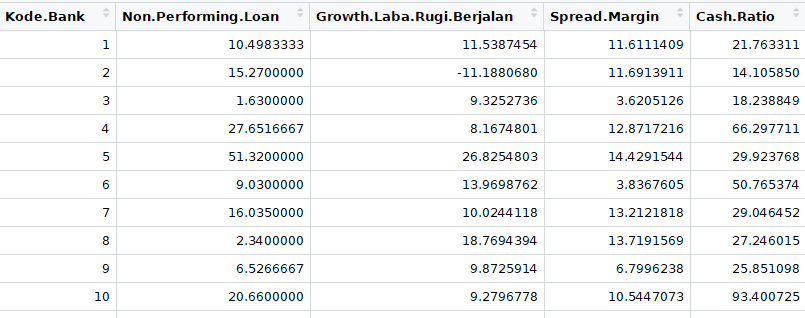 Kode.Bank Non.Performing.Loan Growth.Laba.Rugi.Berjalan Spread.Margin Cash.Ratio
1 10.4983333 11.5387454 11.6111409 21.763311
2 15.2700000 -11.1880680 11.6913911 14.105850
3 1.6300000 9.3252736 3.6205126 18.238849
4 27.6516667 8.1674801 12.8717216 66.297711
5 51.3200000 26.8254803 14.4291544 29.923768
6 9.0300000 13.9698762 3.8367605 50.765374
7 16.0350000 10.0244118 13.2121818 29.046452
8 2.3400000 18.7694394 13.7191569 27.246015
9 6.5266667 9.8725914 6.7996238 25.851098
10 20.6600000 9.2796778 10.5447073 93.400725